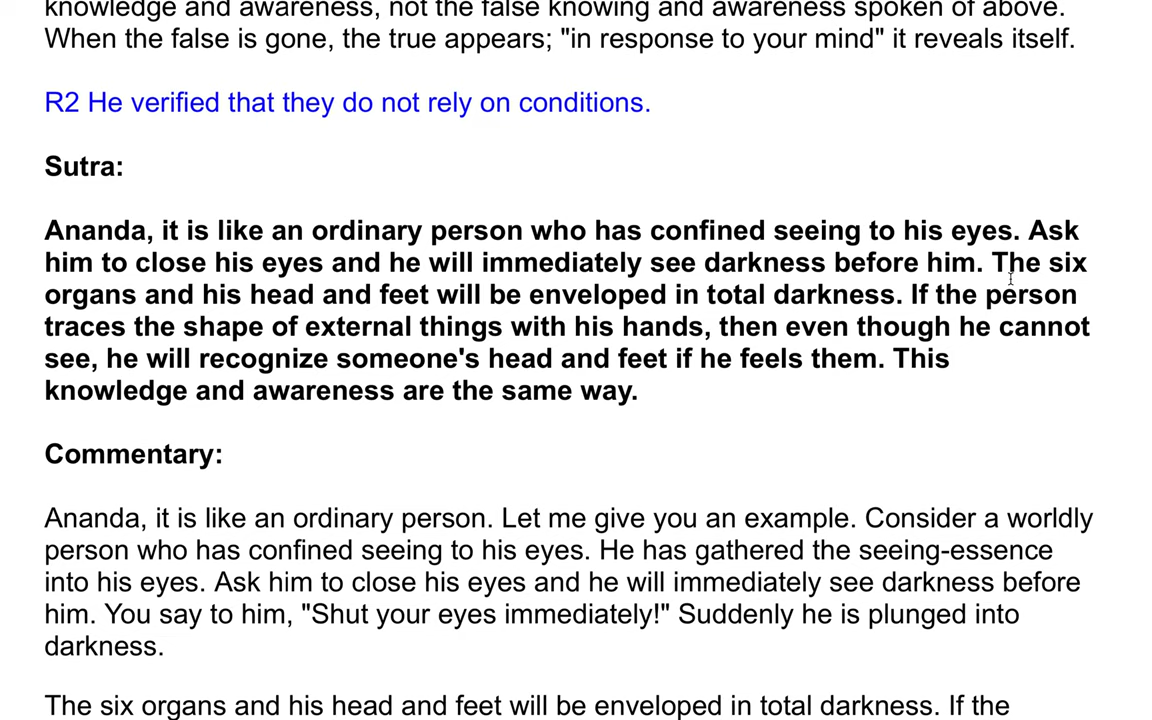 knowledge and awareness, not the false knowing and awareness spoken of above.
When the false is gone, the true appears; "in response to your mind" it reveals itself.
R2 He verified that they do not rely on conditions.
Sutra:
Ananda, it is like an ordinary person who has confined seeing to his eyes. Ask
him to close his eyes and he will immediately see darkness before him. The six
organs and his head and feet will be enveloped in total darkness. If the person
traces the shape of external things with his hands, then even though he cannot
see, he will recognize someone's head and feet if he feels them. This
knowledge and awareness are the same way.
Commentary:
Ananda, it is like an ordinary person. Let me give you an example. Consider a worldly
person who has confined seeing to his eyes. He has gathered the seeing-essence
into his eyes. Ask him to close his eyes and he will immediately see darkness before
him. You say to him, "Shut your eyes immediately!" Suddenly he is plunged into
darkness.
The six organs and his head and feet will be enveloped in total darkness. If the